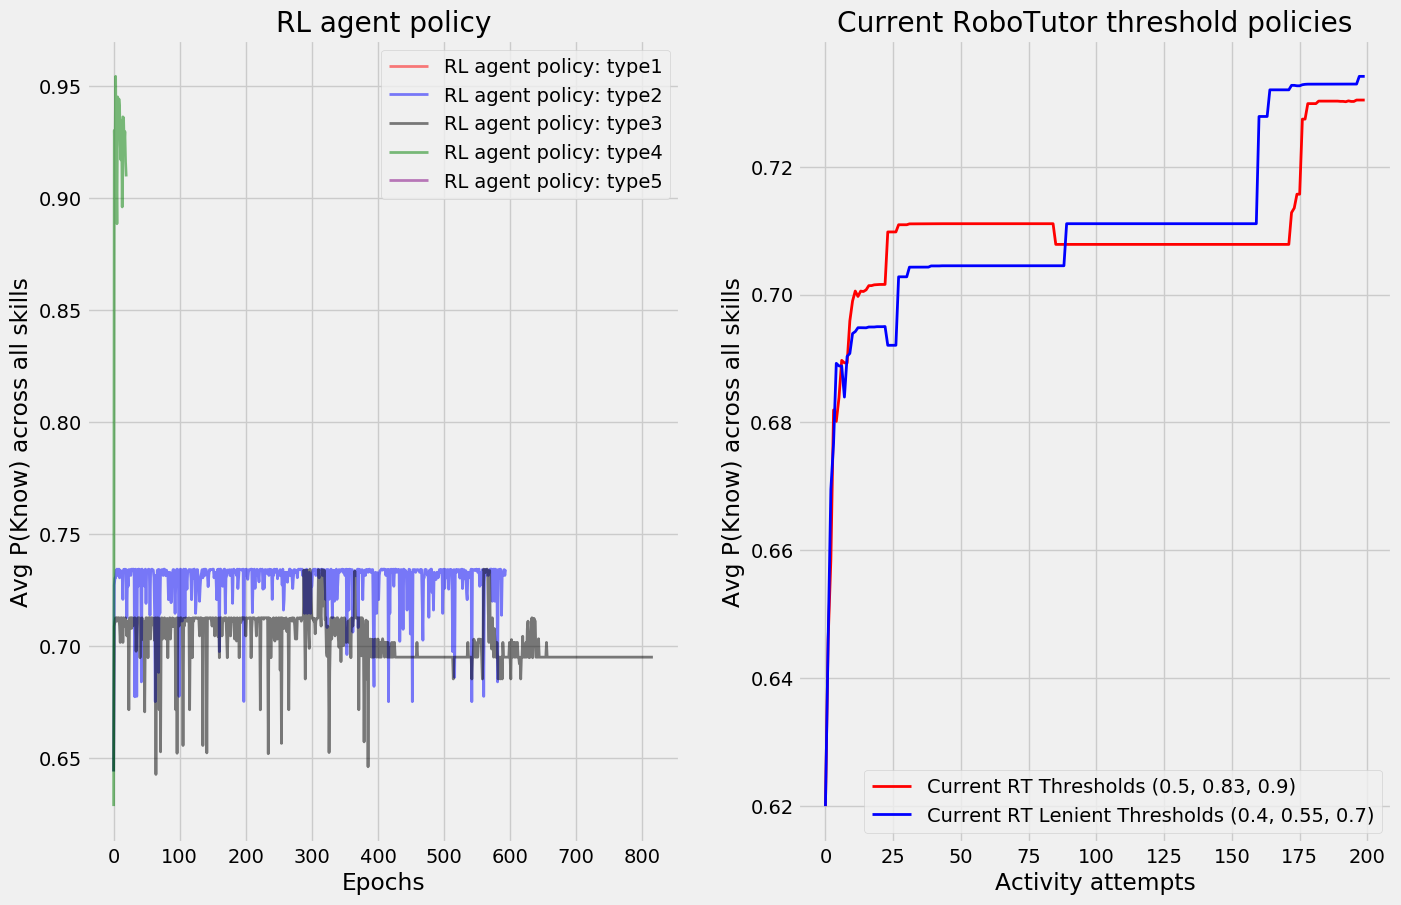 RL agent policy
Avg P(Know) across all skills
0.95
0.90
0.85
0.80
0.75
0.70
0.65
RL agent policy: type1
RL agent policy: type2
RL agent policy: type3
RL agent policy: type4
RL agent policy: type5
0 100 200 300 400 500 600 700 800
Epochs
Current RoboTutor threshold policies
Avg P(Know) across all skills
0.72
0.70
0.68
0.66
0.64
0.62
Current RT Thresholds (0.5, 0.83, 0.9)
Current RT Lenient Thresholds (0.4, 0.55, 0.7)
0 25 50 75 100 125 150 175 200
Activity attempts